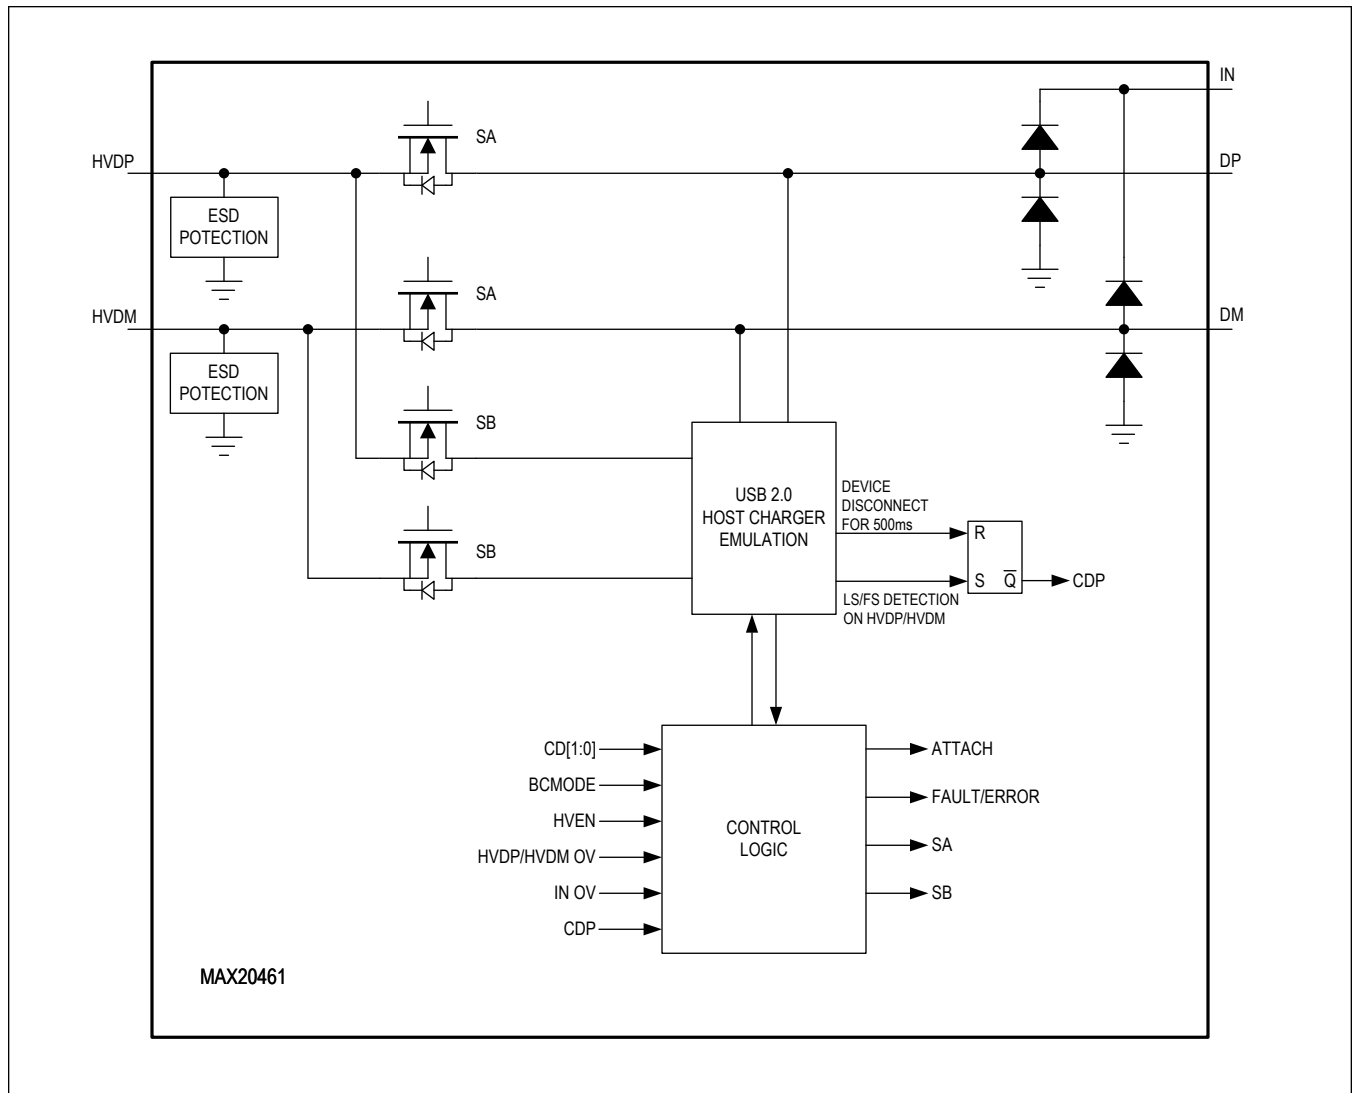 IN
SA
HVDP
DP
ESD
POTECTION
SA
HVDM
DM
ESD
POTECTION
SB
USB 2.0
HOST CHARGER
EMULATION
DEVICE
DISCONNECT
FOR 500ms
R
SB
S
Q̅
CDP
LS/FS DETECTION
ON HVDP/HVDM
CD[1:0]
BCMODE
HVEN
HVDP/HVDM OV
IN OV
CDP
CONTROL
LOGIC
ATTACH
FAULT/ERROR
SA
SB
MAX20461